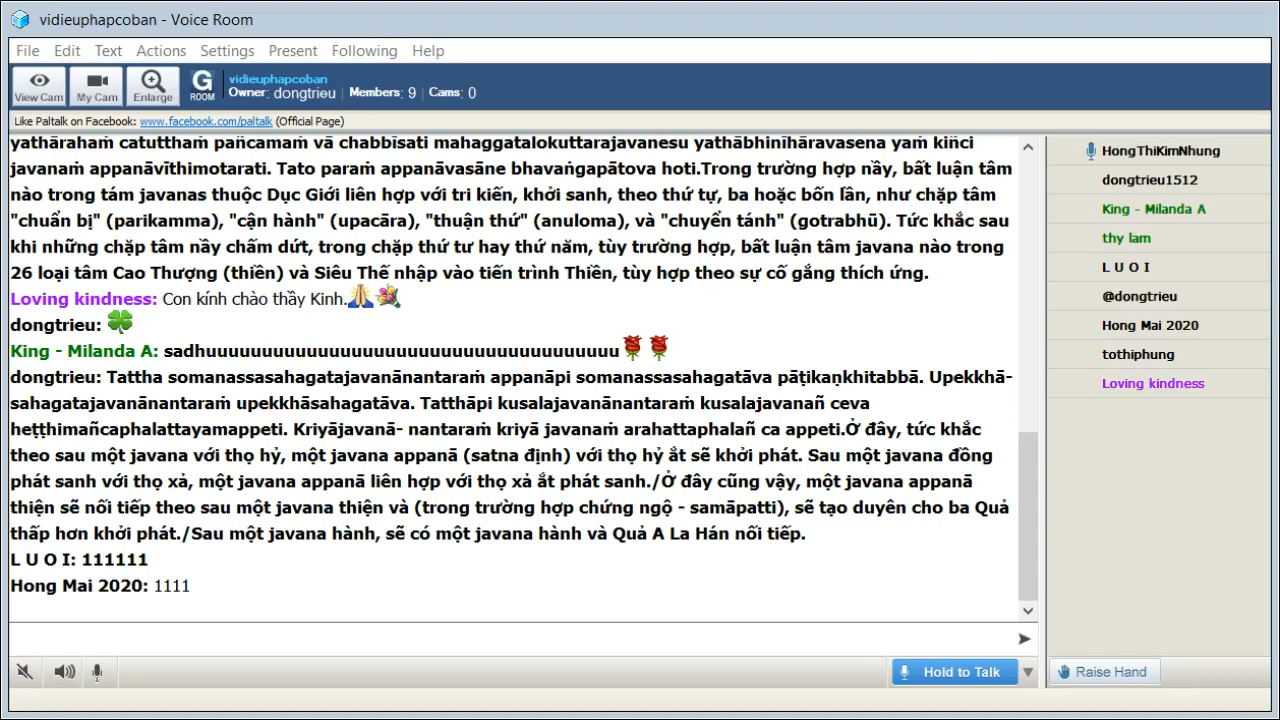 vidieuphapcoban - Voice Room
File Edit Text Actions Settings Present Following Help
View Cam My Cam Enlarge G ROOM
vidieuphapcoban
Owner: dongtrieu | Members: 9 | Cams: 0
Like Paltalk on Facebook: www.facebook.com/paltalk (Official Page)
yathārahaṁ catutthaṁ pañcamaṁ vā chabbīsati mahaggatalokuttarajavanesu yathābhinīhāravasena yaṁ kiñci
javanaṁ appanāvīthimotarati. Tato paraṁ appanāvasāne bhavaṅgapātova hoti.Trong trường hợp nầy, bất luận tâm
nào trong tám javanas thuộc Dục Giới liên hợp với tri kiến, khởi sanh, theo thứ tự, ba hoặc bốn lần, như chặp tâm
"chuẩn bị" (parikamma), "cận hành" (upacāra), "thuận thứ" (anuloma), và "chuyển tánh" (gotrabhū). Tức khắc sau
khi những chặp tâm nầy chấm dứt, trong chặp thứ tư hay thứ năm, tùy trường hợp, bất luận tâm javana nào trong
26 loại tâm Cao Thượng (thiền) và Siêu Thế nhập vào tiến trình Thiền, tùy hợp theo sự cố gắng thích ứng.
Loving kindness: Con kính chào thầy Kinh.
dongtrieu:
King - Milanda A: sadhuuuuuuuuuuuuuuuuuuuuuuuuuuuuuuuuuuuuu
dongtrieu: Tattha somanassasahagatajavanānantaraṁ appanāpi somanassasahagatāva pāṭikaṇkhitabbā. Upekkhā-
sahagatajavanānantaraṁ upekkhāsahagatāva. Tatthāpi kusalajavanānantaraṁ kusalajavanañ ceva
heṭṭhimañcaphalattayamappeti. Kriyājavanā- nantaraṁ kriyā javanaṁ arahattaphalañ ca appeti.Ở đây, tức khắc
theo sau một javana với thọ hỷ, một javana appanā (satna định) với thọ hỷ ắt sẽ khởi phát. Sau một javana đồng
phát sanh với thọ xả, một javana appanā liên hợp với thọ xả ắt phát sanh./Ở đây cũng vậy, một javana appanā
thiện sẽ nối tiếp theo sau một javana thiện và (trong trường hợp chứng ngộ - samāpatti), sẽ tạo duyên cho ba Quả
thấp hơn khởi phát./Sau một javana hành, sẽ có một javana hành và Quả A La Hán nối tiếp.
L U O I: 111111
Hong Mai 2020: 1111
HongThiKimNhung
dongtrieu1512
King - Milanda A
thy lam
L U O I
@dongtrieu
Hong Mai 2020
tothiphung
Loving kindness
Hold to Talk
Raise Hand